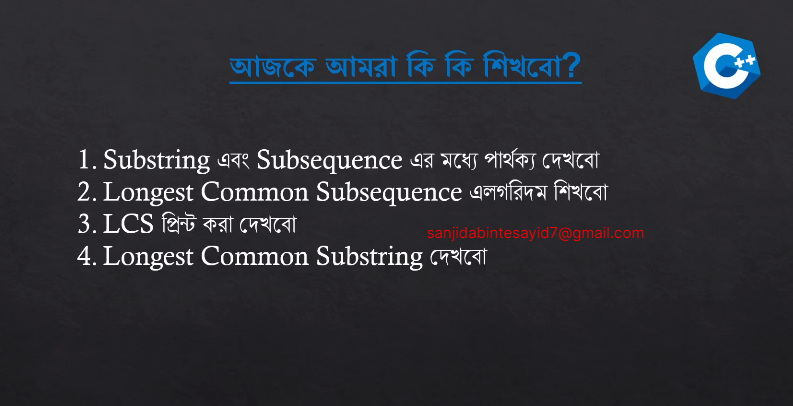 আজকে আমরা কি কি শিখবো?
C++
1. Substring এবং Subsequence এর মধ্যে পার্থক্য দেখবো
2. Longest Common Subsequence এলগরিদম শিখবো
3. LCS প্রিন্ট করা দেখবো
sanjidabintesayid7@gmail.com
4. Longest Common Substring দেখবো